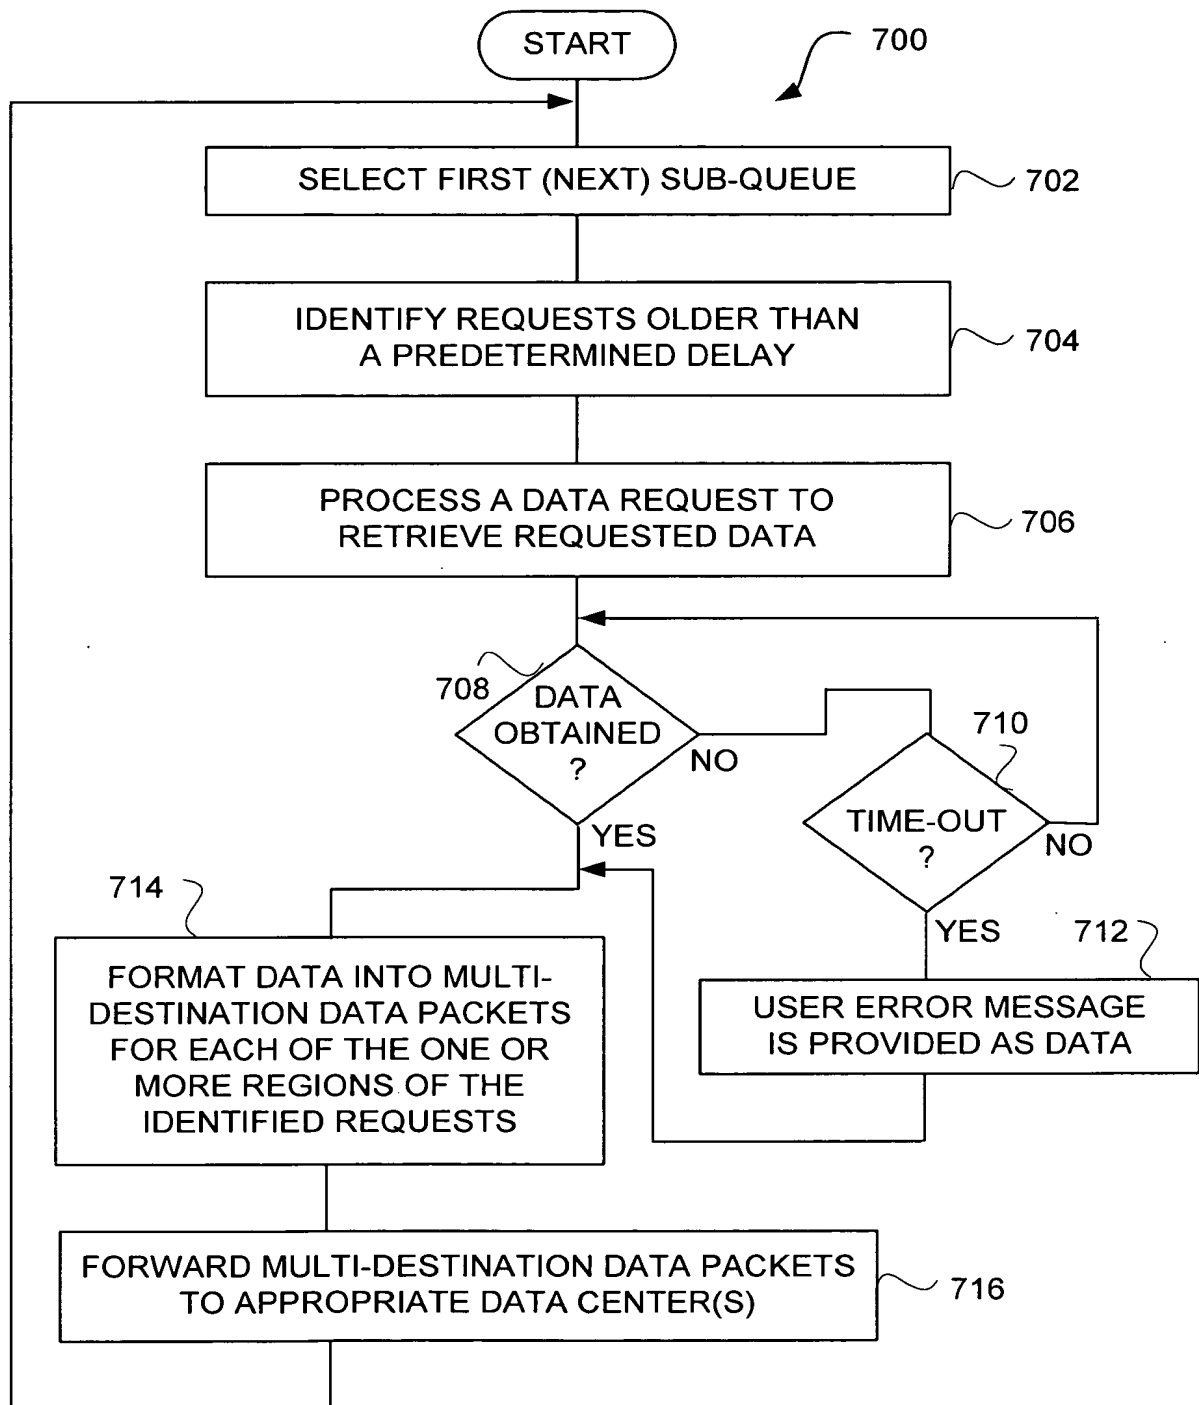 START
700
SELECT FIRST (NEXT) SUB-QUEUE
702
IDENTIFY REQUESTS OLDER THAN
A PREDETERMINED DELAY
704
PROCESS A DATA REQUEST TO
RETRIEVE REQUESTED DATA
706
708
DATA
OBTAINED
?
NO
YES
710
TIME-OUT
?
NO
YES
712
USER ERROR MESSAGE
IS PROVIDED AS DATA
714
FORMAT DATA INTO MULTI-
DESTINATION DATA PACKETS
FOR EACH OF THE ONE OR
MORE REGIONS OF THE
IDENTIFIED REQUESTS
FORWARD MULTI-DESTINATION DATA PACKETS
TO APPROPRIATE DATA CENTER(S)
716